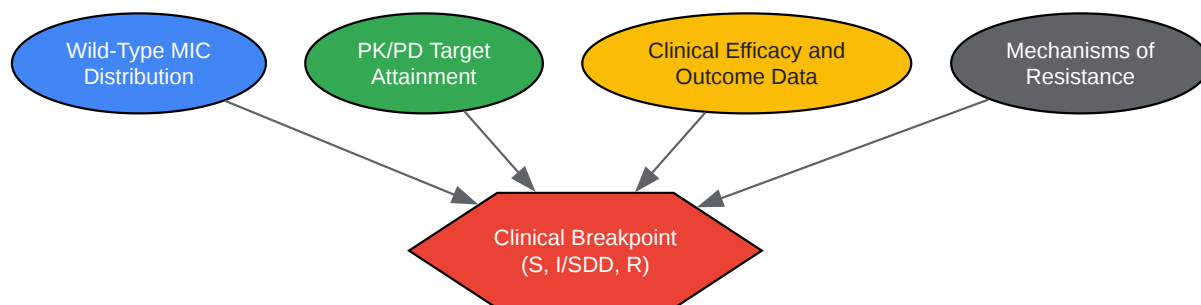 Wild-Type MIC
Distribution
PK/PD Target
Attainment
Clinical Efficacy and
Outcome Data
Mechanisms of
Resistance
Clinical Breakpoint
(S, I/SDD, R)